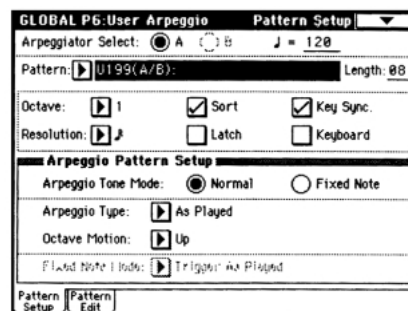 GLOBAL P6:User Arpeggio Pattern Setup
Arpeggiator Select: A B ♩ = 120
Pattern: U199(A/B): Length: 08
Octave: 1 Sort Key Sync.
Resolution: ♪ Latch Keyboard
Arpeggio Pattern Setup
Arpeggio Tone Mode: Normal Fixed Note
Arpeggio Type: As Played
Octave Motion: Up
Fixed Note Mode: Trigger As Played
Pattern Setup Pattern Edit